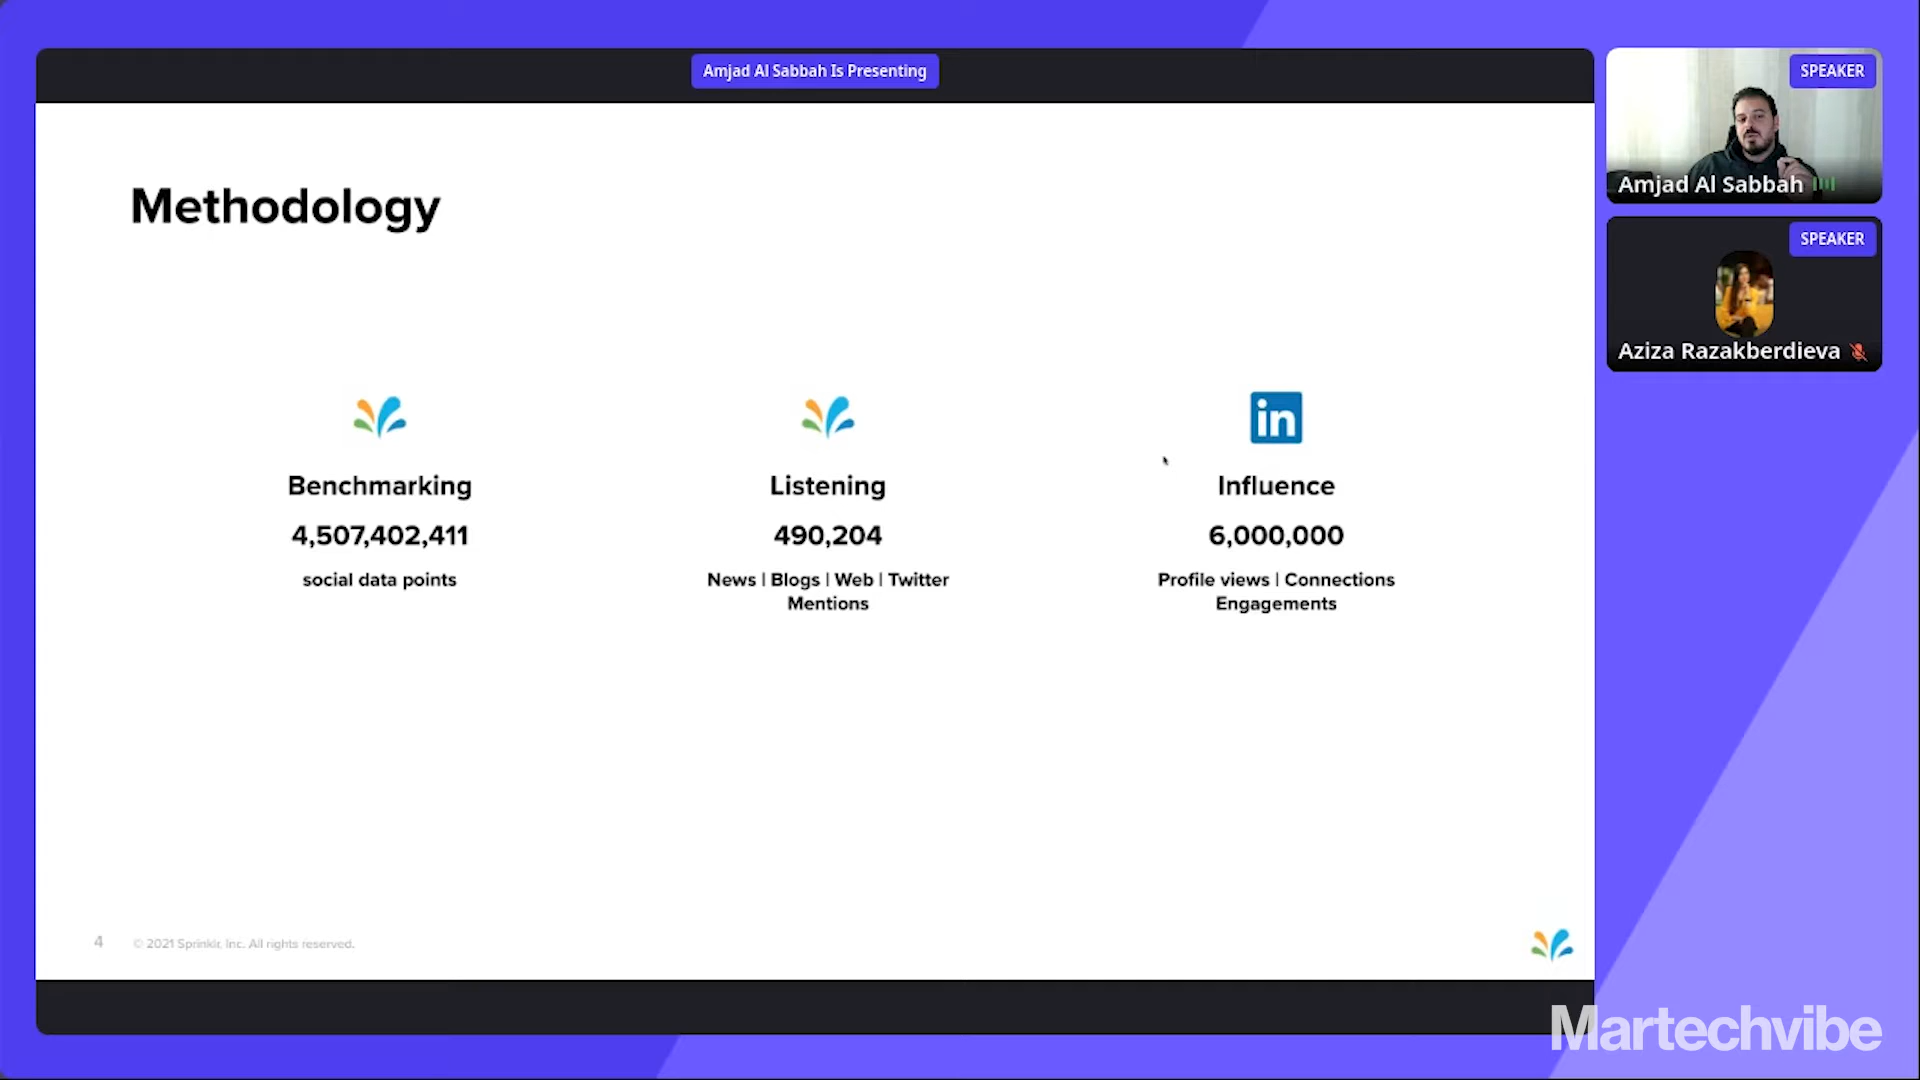 Amjad Al Sabbah Is Presenting
SPEAKER
Amjad Al Sabbah
SPEAKER
Aziza Razakberdieva
Methodology
in
Benchmarking
4,507,402,411
social data points
Listening
490,204
News | Blogs | Web | Twitter
Mentions
Influence
6,000,000
Profile views | Connections
Engagements
4
© 2021 Sprinklr, Inc. All rights reserved.
Martechvibe